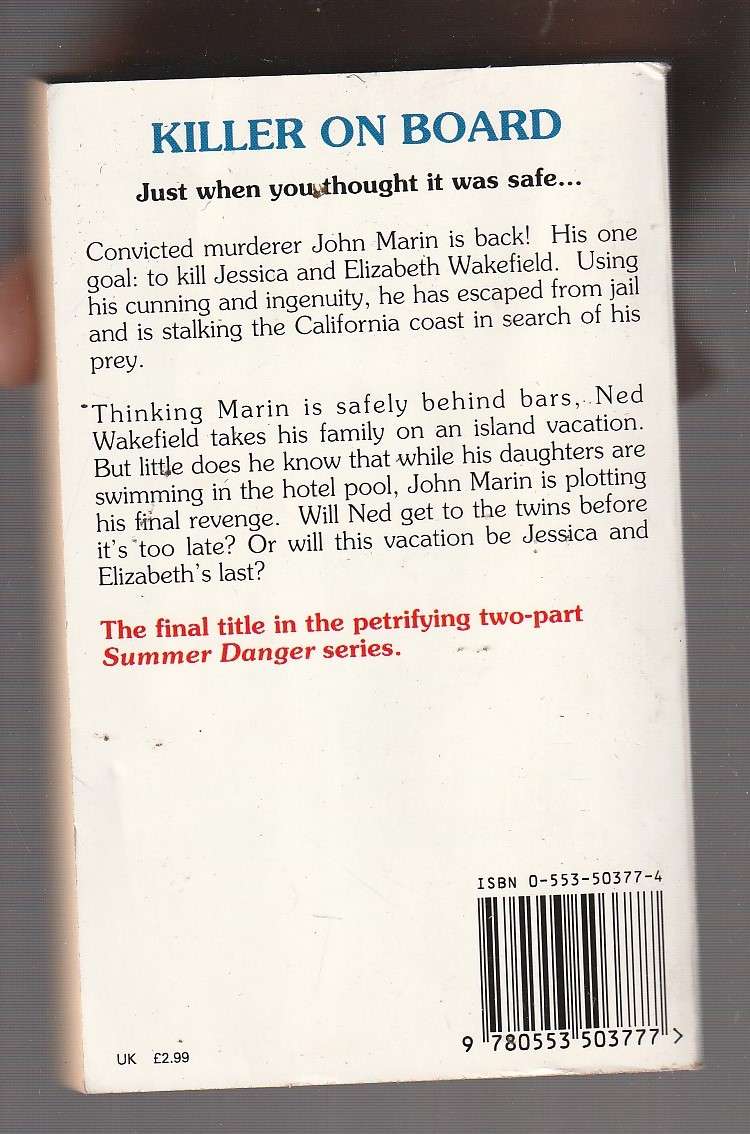 KILLER ON BOARD
Just when you thought it was safe...
Convicted murderer John Marin is back! His one
goal: to kill Jessica and Elizabeth Wakefield. Using
his cunning and ingenuity, he has escaped from jail
and is stalking the California coast in search of his
prey.
Thinking Marin is safely behind bars, Ned
Wakefield takes his family on an island vacation.
But little does he know that while his daughters are
swimming in the hotel pool, John Marin is plotting
his final revenge. Will Ned get to the twins before
it's too late? Or will this vacation be Jessica and
Elizabeth's last?
The final title in the petrifying two-part
Summer Danger series.
ISBN 0-553-50377-4
9 780553 503777 >
UK £2.99